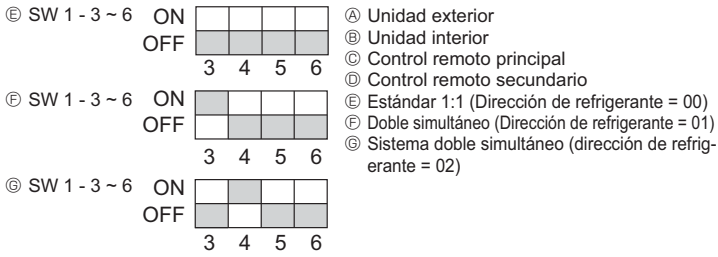 Ⓔ SW 1 - 3 ~ 6
ON
OFF
3 4 5 6
Ⓕ SW 1 - 3 ~ 6
ON
OFF
3 4 5 6
Ⓖ SW 1 - 3 ~ 6
ON
OFF
3 4 5 6
Ⓐ Unidad exterior
Ⓑ Unidad interior
Ⓒ Control remoto principal
Ⓓ Control remoto secundario
Ⓔ Estándar 1:1 (Dirección de refrigerante = 00)
Ⓕ Doble simultáneo (Dirección de refrigerante = 01)
Ⓖ Sistema doble simultáneo (dirección de refrig-
erante = 02)